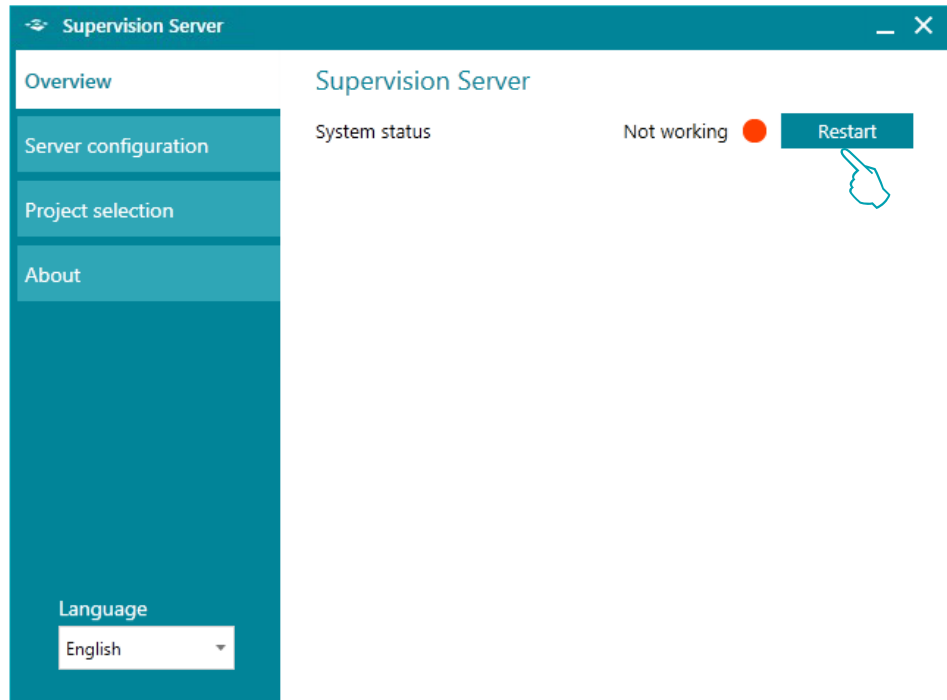 Supervision Server
Overview
Server configuration
Project selection
About
Language
English
Supervision Server
System status Not working Restart